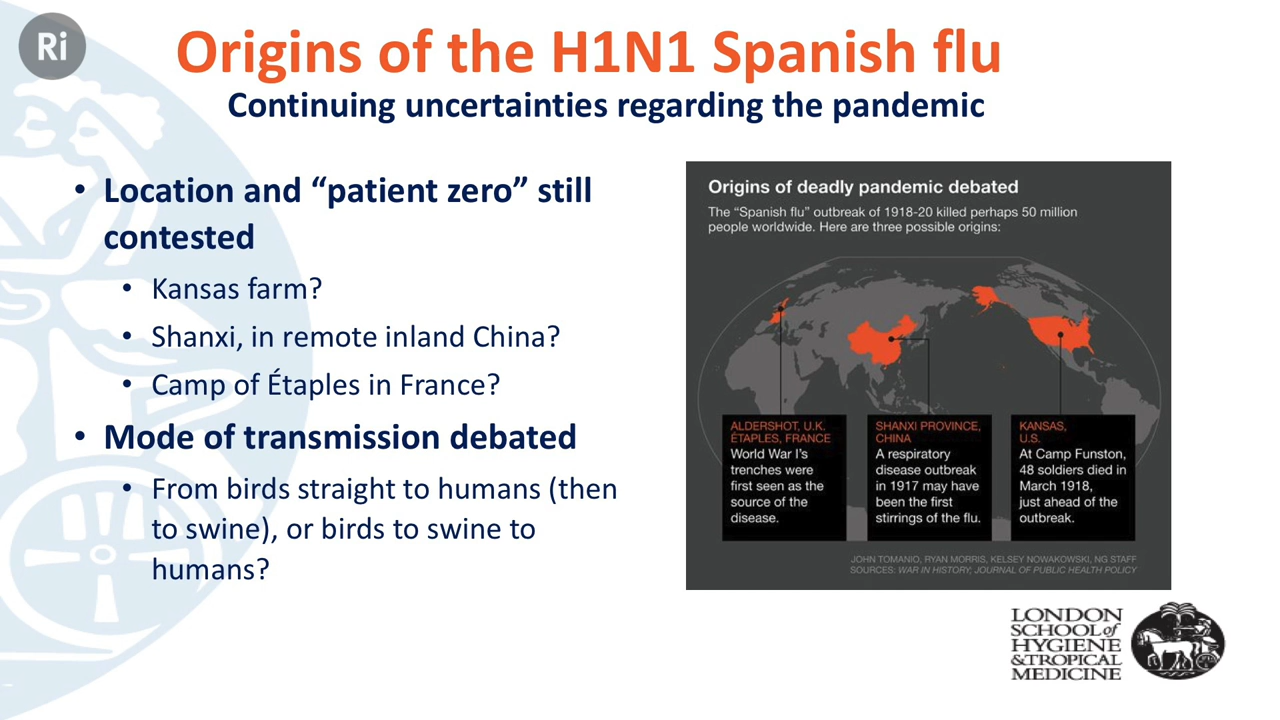 Ri
Origins of the H1N1 Spanish flu
Continuing uncertainties regarding the pandemic
• Location and “patient zero” still
contested
• Kansas farm?
• Shanxi, in remote inland China?
• Camp of Étaples in France?
• Mode of transmission debated
• From birds straight to humans (then
to swine), or birds to swine to
humans?
Origins of deadly pandemic debated
The “Spanish flu” outbreak of 1918-20 killed perhaps 50 million
people worldwide. Here are three possible origins:
ALDERSHOT, U.K.
ÉTAPLES, FRANCE
World War I’s
trenches were
first seen as the
source of the
disease.
SHANXI PROVINCE,
CHINA
A respiratory
disease outbreak
in 1917 may have
been the first
stirrings of the flu.
KANSAS,
U.S.
At Camp Funston,
48 soldiers died in
March 1918,
just ahead of the
outbreak.
JOHN TOMANIO, RYAN MORRIS, KELSEY NOWAKOWSKI, NG STAFF
SOURCES: WAR IN HISTORY; JOURNAL OF PUBLIC HEALTH POLICY
LONDON
SCHOOL of
HYGIENE
& TROPICAL
MEDICINE